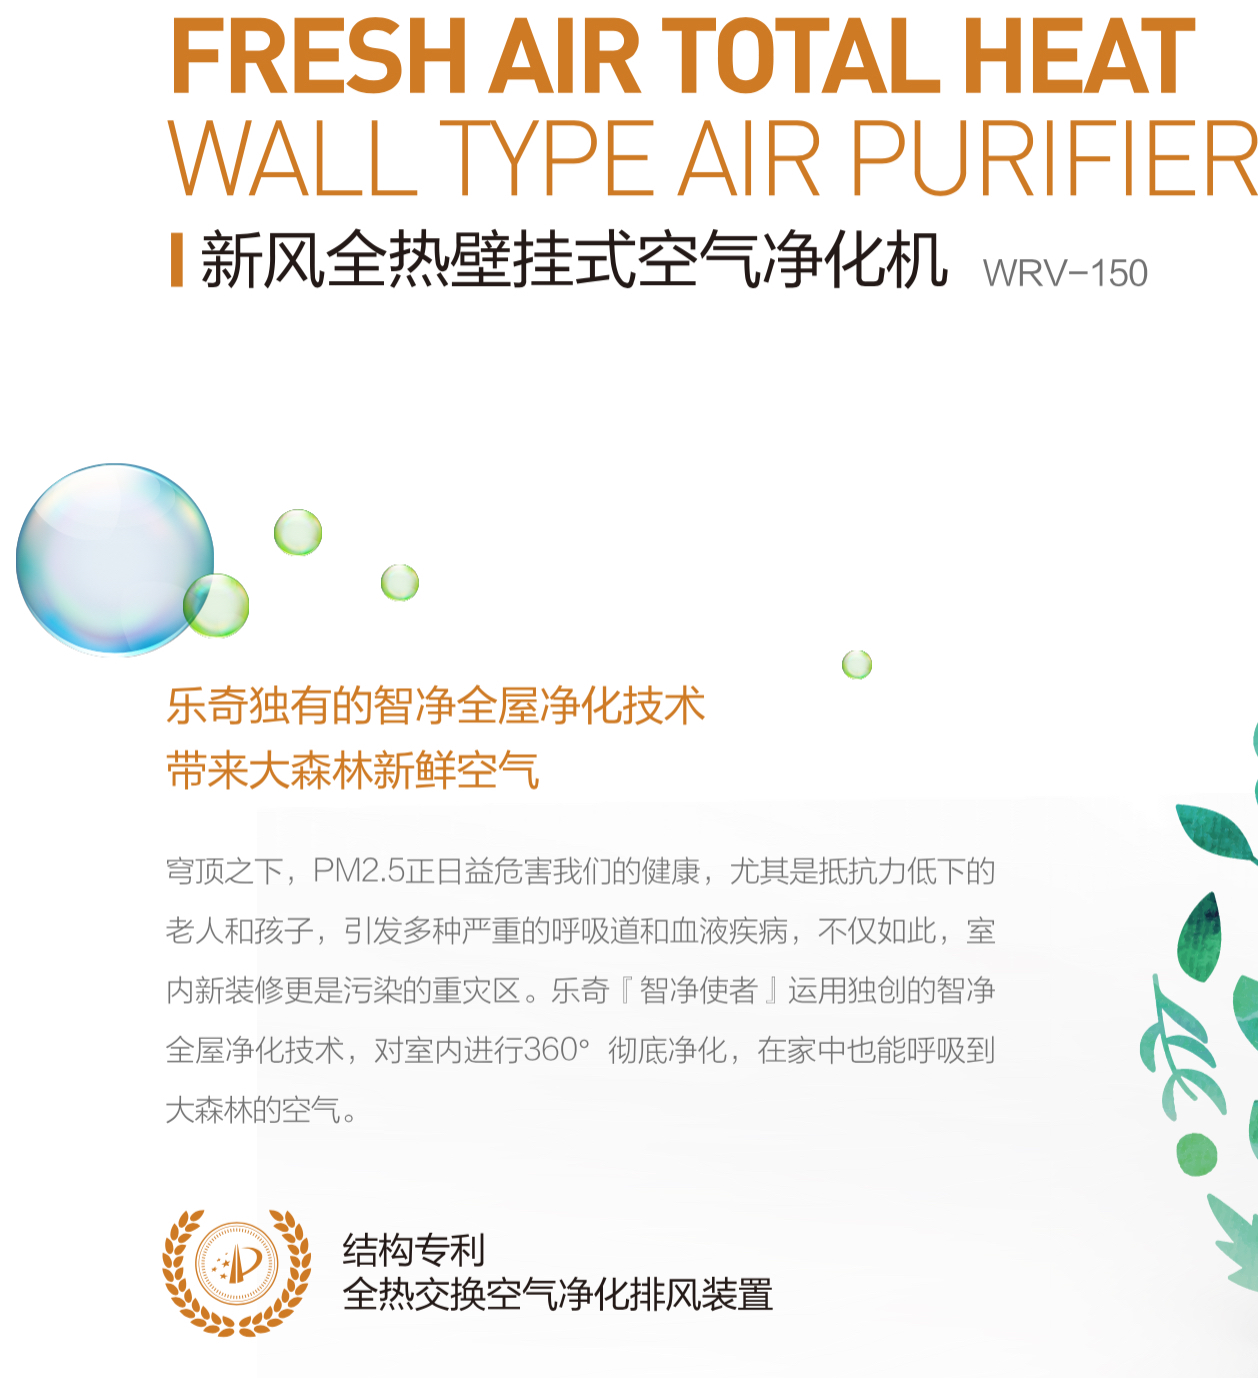 FRESH AIR TOTAL HEAT
WALL TYPE AIR PURIFIER
新风全热壁挂式空气净化机 WRV-150
乐奇独有的智净全屋净化技术
带来大森林新鲜空气
穹顶之下，PM2.5正日益危害我们的健康，尤其是抵抗力低下的
老人和孩子，引发多种严重的呼吸道和血液疾病，不仅如此，室
内新装修更是污染的重灾区。乐奇『智净使者』运用独创的智净
全屋净化技术，对室内进行360°彻底净化，在家中也能呼吸到
大森林的空气。
结构专利
全热交换空气净化排风装置